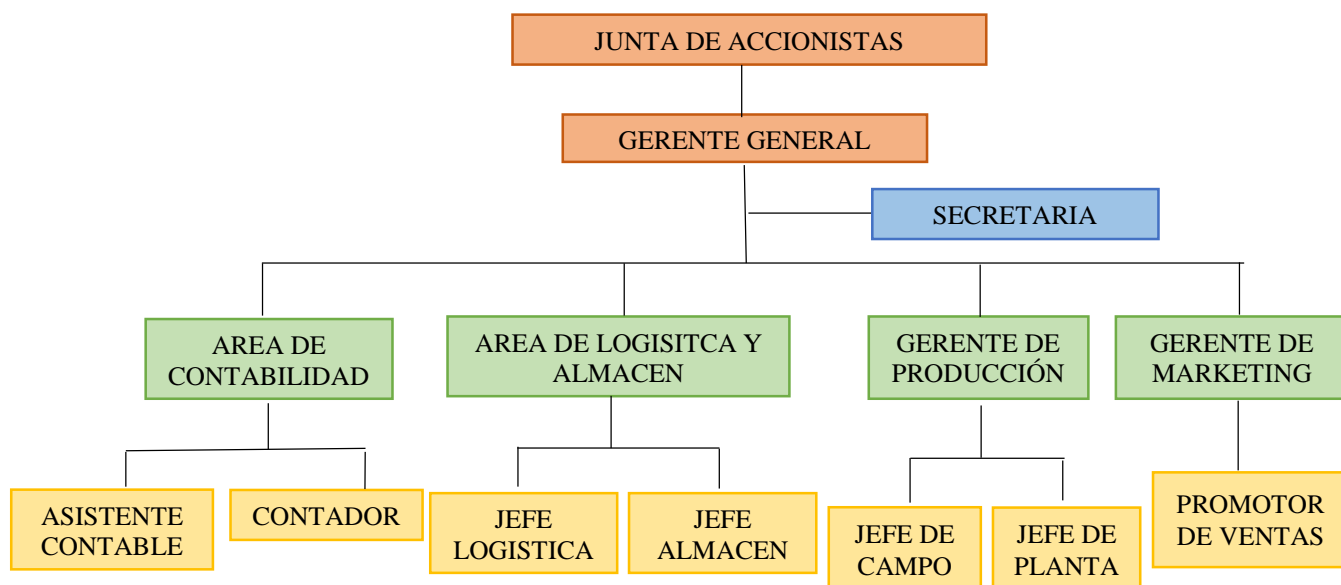 JUNTA DE ACCIONISTAS
GERENTE GENERAL
SECRETARIA
AREA DE
CONTABILIDAD
AREA DE LOGISITCA Y
ALMACEN
GERENTE DE
PRODUCCIÓN
GERENTE DE
MARKETING
ASISTENTE
CONTABLE
CONTADOR
JEFE
LOGISTICA
JEFE
ALMACEN
JEFE DE
CAMPO
JEFE DE
PLANTA
PROMOTOR
DE VENTAS